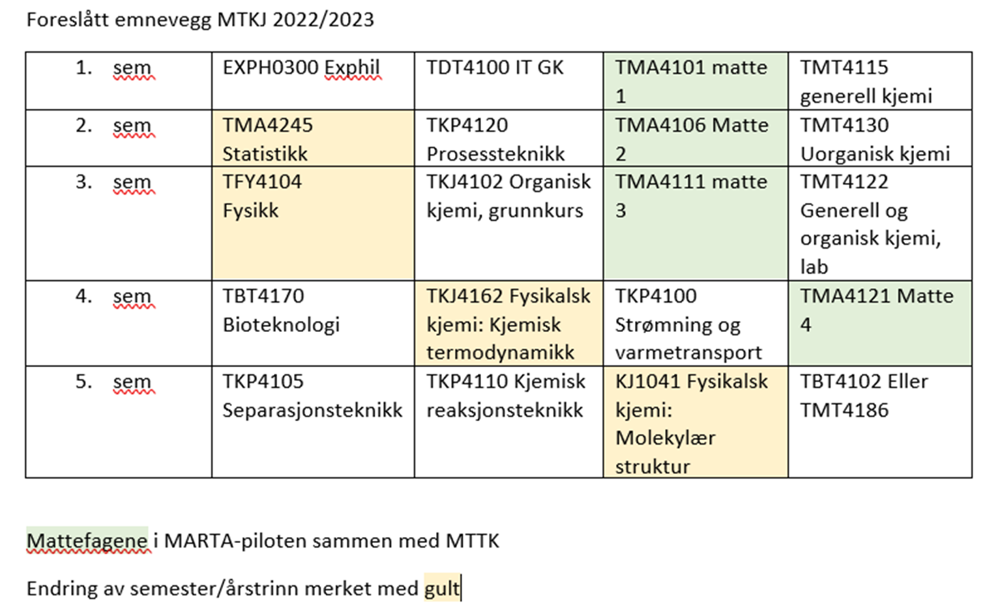 Foreslått emnevegg MTKJ 2022/2023
1. sem
EXPH0300 Exphil
TDT4100 IT GK
TMA4101 matte
1
TMT4115
generell kjemi
2. sem
TMA4245
Statistikk
TKP4120
Prosessteknikk
TMA4106 Matte
2
TMT4130
Uorganisk kjemi
3. sem
TFY4104
Fysikk
TKJ4102 Organisk
kjemi, grunnkurs
TMA4111 matte
3
TMT4122
Generell og
organisk kjemi,
lab
4. sem
TBT4170
Bioteknologi
TKJ4162 Fysikalsk
kjemi: Kjemisk
termodynamikk
TKP4100
Strømning og
varmetransport
TMA4121 Matte
4
5. sem
TKP4105
Separasjonsteknikk
TKP4110 Kjemisk
reaksjonsteknikk
KJ1041 Fysikalsk
kjemi:
Molekylær
struktur
TBT4102 Eller
TMT4186
Mattefagene i MARTA-piloten sammen med MTTK
Endring av semester/årstrinn merket med gult